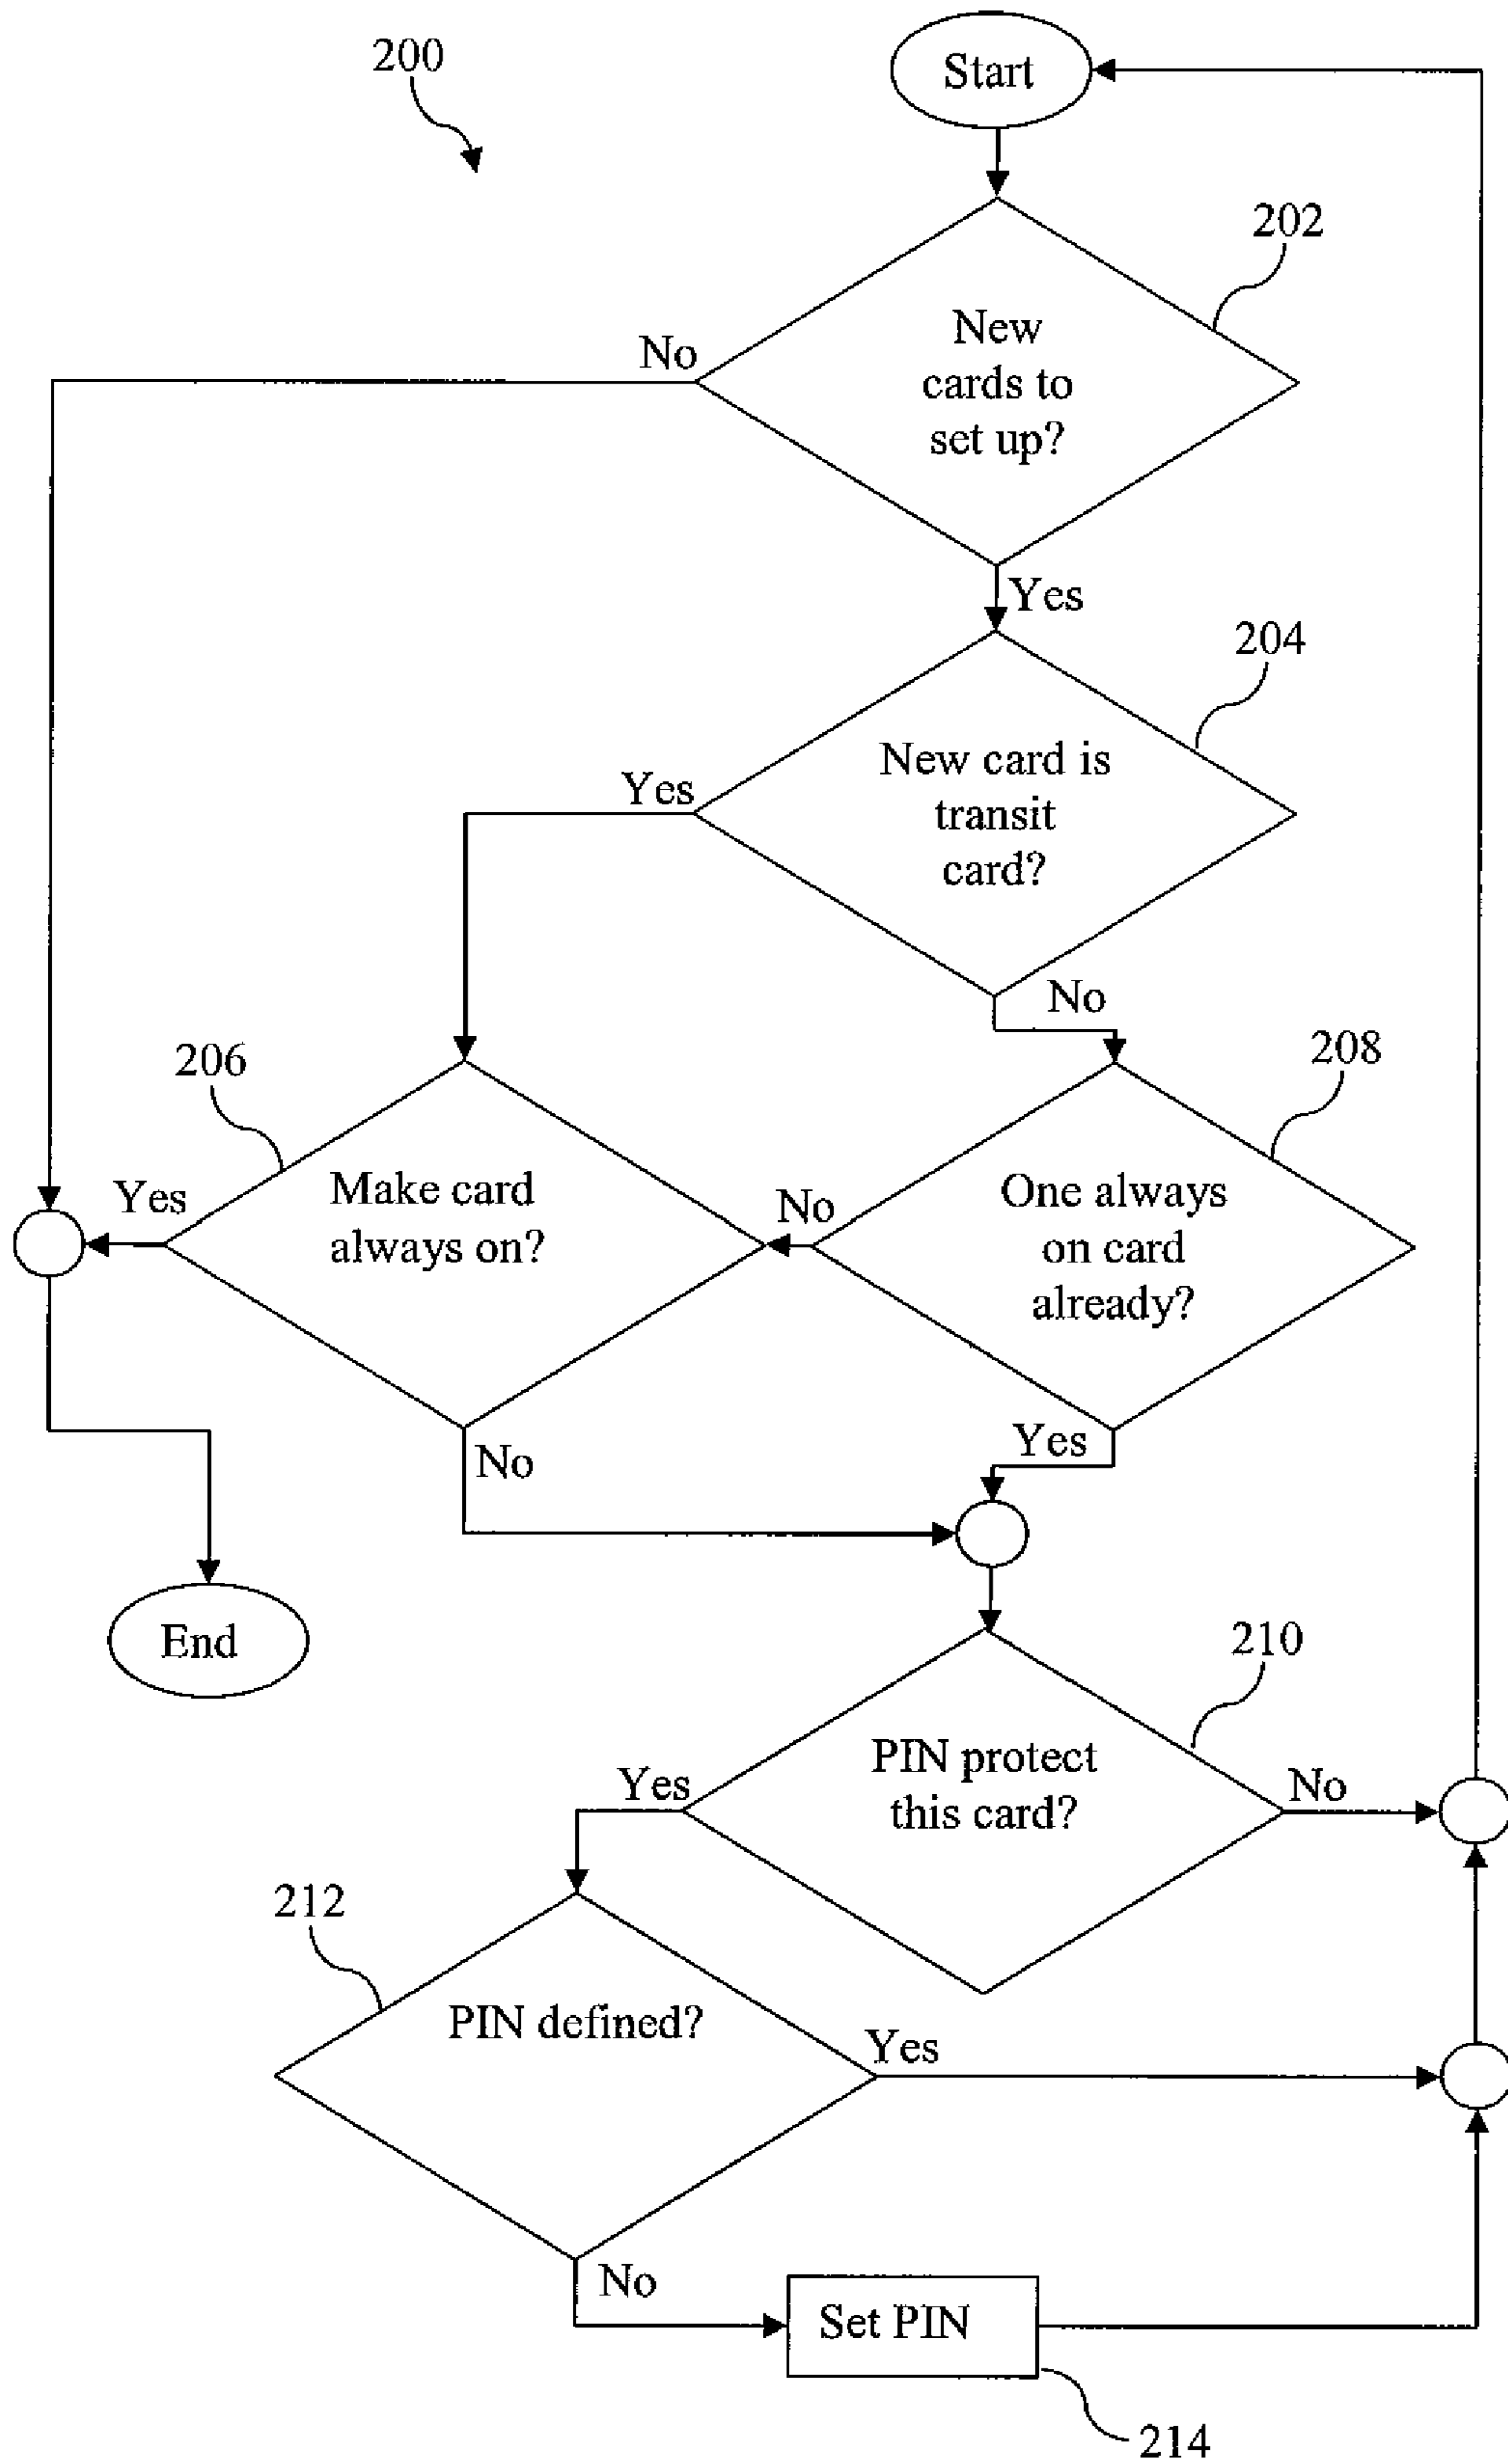 200
Start
202
New
cards to
set up?
No
Yes
204
New card is
transit
card?
Yes
No
206
208
Make card
always on?
Yes
No
One always
on card
already?
No
Yes
End
210
PIN protect
this card?
Yes
No
212
PIN defined?
Yes
No
Set PIN
214